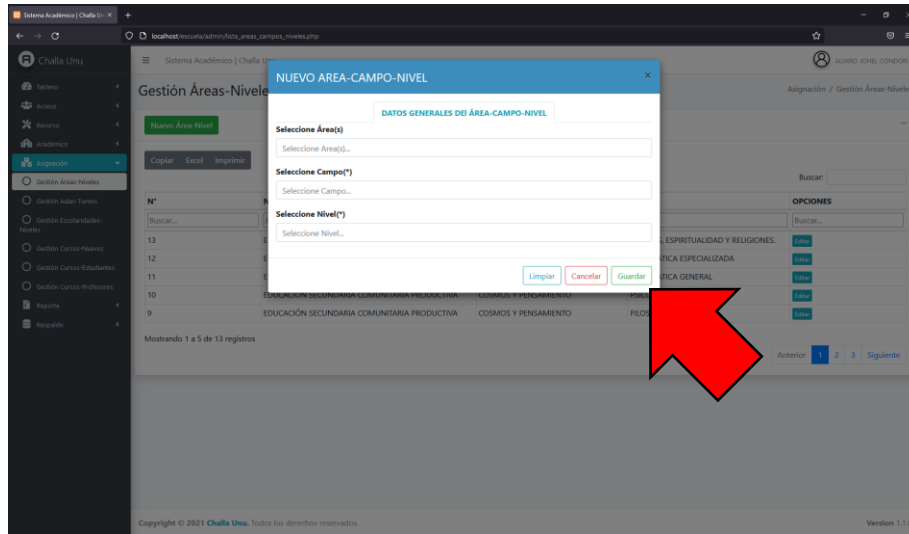 Sistema Académico | Challa Un
localhost/escuela/admin/lista_areas_campos_niveles.php
Challa Unu
Sistema Académico | Challa U
ALVARO JOHEL CONDORI
NUEVO AREA-CAMPO-NIVEL
×
Tablero
Gestión Áreas-Nivele
Asignación / Gestión Áreas-Nivele
Acceso
DATOS GENERALES DEl ÁREA-CAMPO-NIVEL
Recurso
Nuevo Área-Nivel
Seleccione Área(s)
Académico
Seleccione Area(s)...
Asignación
Copiar Excel Imprimir
Seleccione Campo(*)
Buscar:
Gestión Áreas-Niveles
Seleccione Campo...
Gestión Aulas-Turnos
N°
OPCIONES
Seleccione Nivel(*)
Gestión Escolaridades-
Niveles
Buscar...
Buscar...
Seleccione Nivel...
13
, ESPIRITUALIDAD Y RELIGIONES.
Editar
Gestión Cursos-Nuevos
12
TICA ESPECIALIZADA
Editar
Gestión Cursos-Estudiantes
11
TICA GENERAL
Editar
Limpiar Cancelar Guardar
Gestión Cursos-Profesores
10 EDUCACIÓN SECUNDARIA COMUNITARIA PRODUCTIVA COSMOS Y PENSAMIENTO PSICO
Editar
Reporte
9 EDUCACIÓN SECUNDARIA COMUNITARIA PRODUCTIVA COSMOS Y PENSAMIENTO FILOS
Editar
Respaldo
Mostrando 1 a 5 de 13 registros
Anterior 1 2 3 Siguiente
Copyright © 2021 Challa Unu. Todos los derechos reservados.
Version 1.1.